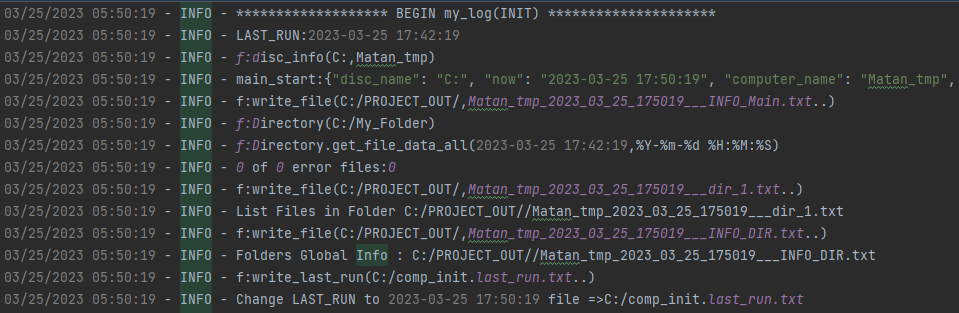 03/25/2023 05:50:19 - INFO - ******************* BEGIN my_log(INIT) *********************
03/25/2023 05:50:19 - INFO - LAST_RUN:2023-03-25 17:42:19
03/25/2023 05:50:19 - INFO - f:disc_info(C:,Matan_tmp)
03/25/2023 05:50:19 - INFO - main_start:{"disc_name": "C:", "now": "2023-03-25 17:50:19", "computer_name": "Matan_tmp",
03/25/2023 05:50:19 - INFO - f:write_file(C:/PROJECT_OUT/,Matan_tmp_2023_03_25_175019___INFO_Main.txt..)
03/25/2023 05:50:19 - INFO - f:Directory(C:/My_Folder)
03/25/2023 05:50:19 - INFO - f:Directory.get_file_data_all(2023-03-25 17:42:19,%Y-%m-%d %H:%M:%S)
03/25/2023 05:50:19 - INFO - 0 of 0 error files:0
03/25/2023 05:50:19 - INFO - f:write_file(C:/PROJECT_OUT/,Matan_tmp_2023_03_25_175019___dir_1.txt..)
03/25/2023 05:50:19 - INFO - List Files in Folder C:/PROJECT_OUT//Matan_tmp_2023_03_25_175019___dir_1.txt
03/25/2023 05:50:19 - INFO - f:write_file(C:/PROJECT_OUT/,Matan_tmp_2023_03_25_175019___INFO_DIR.txt..)
03/25/2023 05:50:19 - INFO - Folders Global Info : C:/PROJECT_OUT//Matan_tmp_2023_03_25_175019___INFO_DIR.txt
03/25/2023 05:50:19 - INFO - f:write_last_run(C:/comp_init.last_run.txt..)
03/25/2023 05:50:19 - INFO - Change LAST_RUN to 2023-03-25 17:50:19 file =>C:/comp_init.last_run.txt